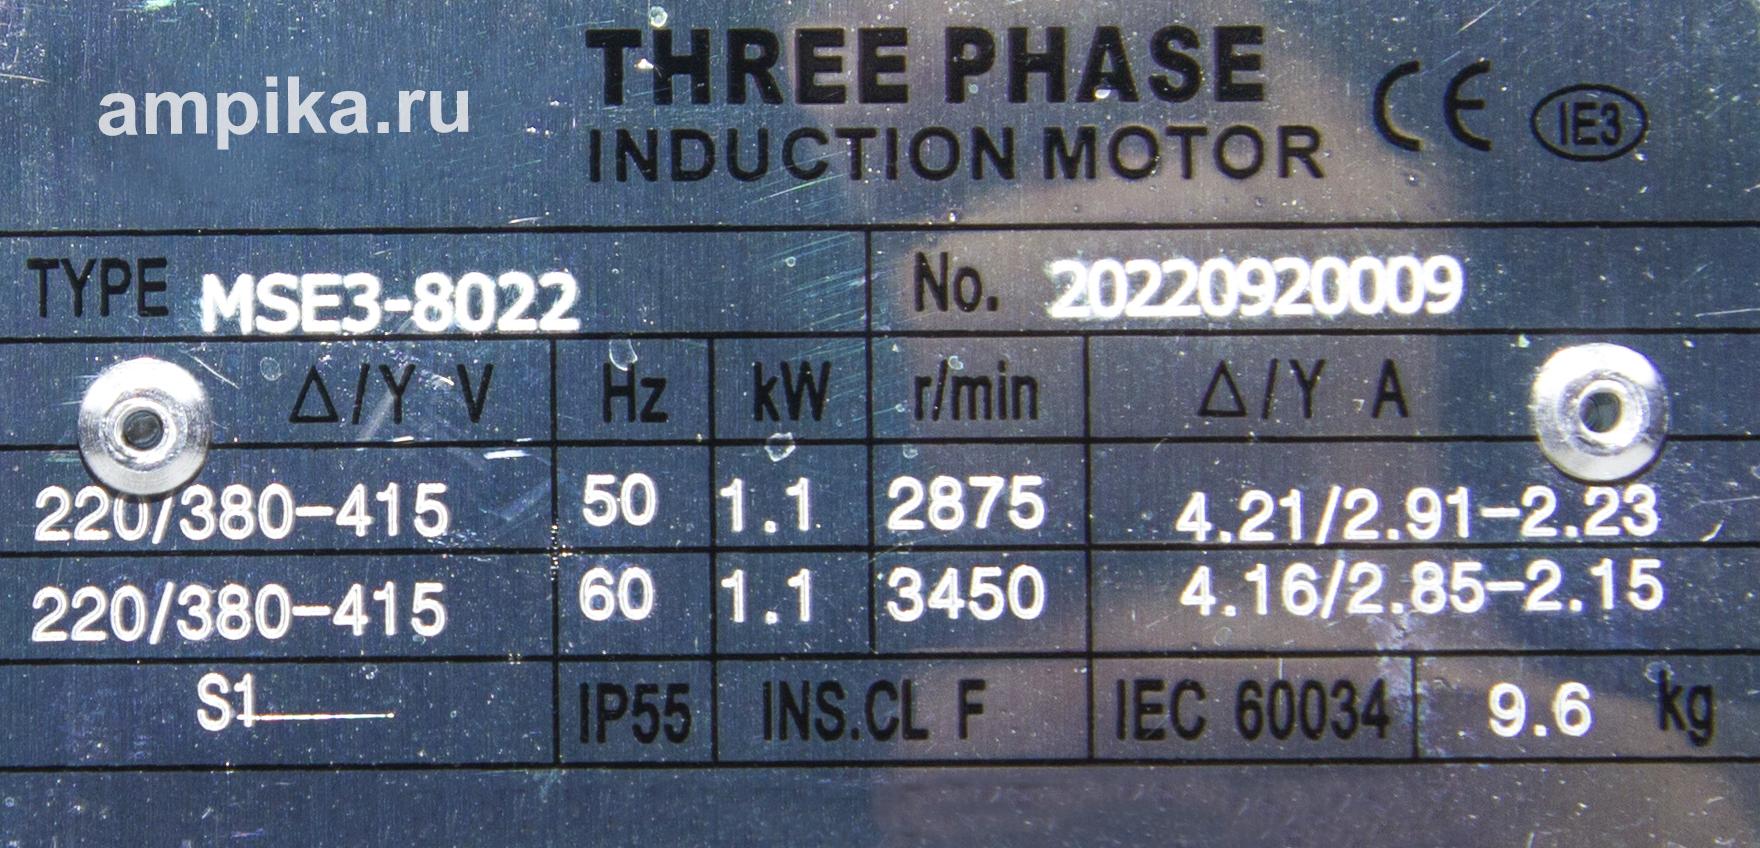 ampika.ru
THREE PHASE
INDUCTION MOTOR CE IE3
TYPE MSE3-8022 No. 20220920009
Δ/Y V Hz kW r/min Δ/Y A
220/380-415 50 1.1 2875 4.21/2.91-2.23
220/380-415 60 1.1 3450 4.16/2.85-2.15
S1 IP55 INS.CL F IEC 60034 9.6 kg